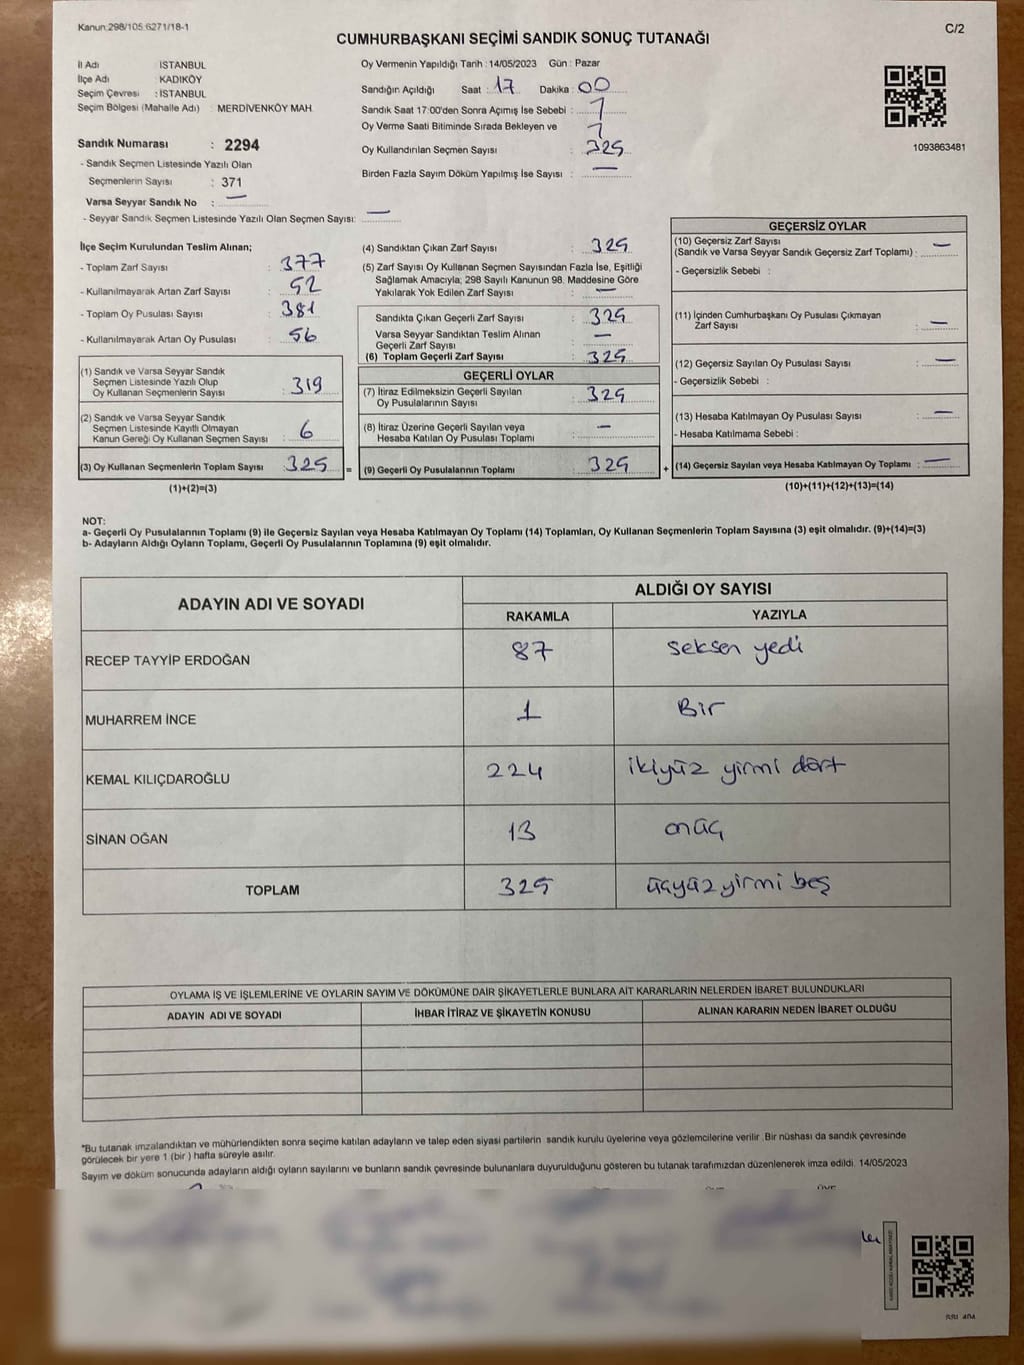 Kanun:298/105:6271/18-1
C/2
CUMHURBAŞKANI SEÇİMİ SANDIK SONUÇ TUTANAĞI
İl Adı : İSTANBUL
İlçe Adı : KADIKÖY
Seçim Çevresi : İSTANBUL
Seçim Bölgesi (Mahalle Adı) : MERDİVENKÖY MAH.
Oy Vermenin Yapıldığı Tarih : 14/05/2023 Gün : Pazar
Sandığın Açıldığı Saat : 17 Dakika : 00
Sandık Saat 17:00'den Sonra Açımış İse Sebebi :
Oy Verme Saati Bitiminde Sırada Bekleyen ve
Oy Kullandırılan Seçmen Sayısı : 325
Birden Fazla Sayım Döküm Yapılmış İse Sayısı : —
1093863481
Sandık Numarası : 2294
- Sandık Seçmen Listesinde Yazılı Olan
Seçmenlerin Sayısı : 371
Varsa Seyyar Sandık No : —
- Seyyar Sandık Seçmen Listesinde Yazılı Olan Seçmen Sayısı: —
İlçe Seçim Kurulundan Teslim Alınan;
- Toplam Zarf Sayısı : 377
- Kullanılmayarak Artan Zarf Sayısı : 52
- Toplam Oy Pusulası Sayısı : 381
- Kullanılmayarak Artan Oy Pusulası : 56
(1) Sandık ve Varsa Seyyar Sandık
Seçmen Listesinde Yazılı Olup
Oy Kullanan Seçmenlerin Sayısı : 319
(2) Sandık ve Varsa Seyyar Sandık
Seçmen Listesinde Kayıtlı Olmayan
Kanun Gereği Oy Kullanan Seçmen Sayısı : 6
(3) Oy Kullanan Seçmenlerin Toplam Sayısı : 325 =
(1)+(2)=(3)
(4) Sandıktan Çıkan Zarf Sayısı : 325
(5) Zarf Sayısı Oy Kullanan Seçmen Sayısından Fazla İse, Eşitliği
Sağlamak Amacıyla; 298 Sayılı Kanunun 98. Maddesine Göre
Yakılarak Yok Edilen Zarf Sayısı : —
Sandıkta Çıkan Geçerli Zarf Sayısı : 325
Varsa Seyyar Sandıktan Teslim Alınan
Geçerli Zarf Sayısı : —
(6) Toplam Geçerli Zarf Sayısı : 325
GEÇERLİ OYLAR
(7) İtiraz Edilmeksizin Geçerli Sayılan
Oy Pusulalarının Sayısı : 325
(8) İtiraz Üzerine Geçerli Sayılan veya
Hesaba Katılan Oy Pusulası Toplamı : —
(9) Geçerli Oy Pusulalarının Toplamı : 325 +
GEÇERSİZ OYLAR
(10) Geçersiz Zarf Sayısı
(Sandık ve Varsa Seyyar Sandık Geçersiz Zarf Toplamı) : —
- Geçersizlik Sebebi :
(11) İçinden Cumhurbaşkanı Oy Pusulası Çıkmayan
Zarf Sayısı : —
(12) Geçersiz Sayılan Oy Pusulası Sayısı : —
- Geçersizlik Sebebi :
(13) Hesaba Katılmayan Oy Pusulası Sayısı : —
- Hesaba Katılmama Sebebi :
(14) Geçersiz Sayılan veya Hesaba Katılmayan Oy Toplamı : —
(10)+(11)+(12)+(13)=(14)
NOT:
a- Geçerli Oy Pusulalarının Toplamı (9) ile Geçersiz Sayılan veya Hesaba Katılmayan Oy Toplamı (14) Toplamları, Oy Kullanan Seçmenlerin Toplam Sayısına (3) eşit olmalıdır. (9)+(14)=(3)
b- Adayların Aldığı Oyların Toplamı, Geçerli Oy Pusulalarının Toplamına (9) eşit olmalıdır.
ADAYIN ADI VE SOYADI
ALDIĞI OY SAYISI
RAKAMLA YAZIYLA
RECEP TAYYİP ERDOĞAN 87 seksen yedi
MUHARREM İNCE 1 Bir
KEMAL KILIÇDAROĞLU 224 ikiyüz yirmi dört
SİNAN OĞAN 13 onüç
TOPLAM 325 üçyüz yirmi beş
OYLAMA İŞ VE İŞLEMLERİNE VE OYLARIN SAYIM VE DÖKÜMÜNE DAİR ŞİKAYETLERLE BUNLARA AİT KARARLARIN NELERDEN İBARET BULUNDUKLARI
ADAYIN ADI VE SOYADI İHBAR İTİRAZ VE ŞİKAYETİN KONUSU ALINAN KARARIN NEDEN İBARET OLDUĞU
*Bu tutanak imzalandıktan ve mühürlendikten sonra seçime katılan adayların ve talep eden siyasi partilerin sandık kurulu üyelerine veya gözlemcilerine verilir .Bir nüshası da sandık çevresinde
görülecek bir yere 1 (bir ) hafta süreyle asılır.
Sayım ve döküm sonucunda adayların aldığı oyların sayılarını ve bunların sandık çevresinde bulunanlara duyurulduğunu gösteren bu tutanak tarafımızdan düzenlenerek imza edildi. 14/05/2023